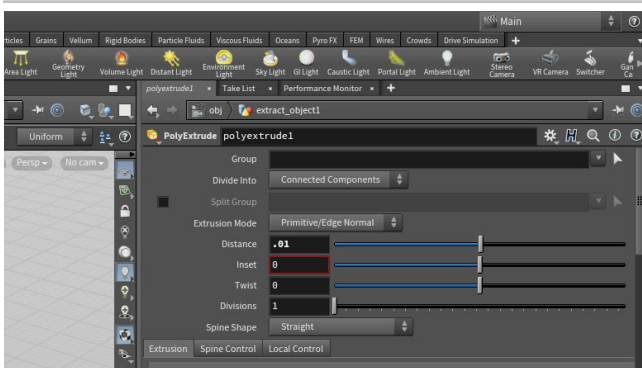 Main
rticles Grains Vellum Rigid Bodies Particle Fluids Viscous Fluids Oceans Pyro FX FEM Wires Crowds Drive Simulation +
Area Light Geometry Light Volume Light Distant Light Environment Light Sky Light GI Light Caustic Light Portal Light Ambient Light Stereo Camera VR Camera Switcher Gan Ca
polyextrude1 × Take List × Performance Monitor × +
obj extract_object1
Uniform
PolyExtrude polyextrude1
Persp No cam
Group
Divide Into Connected Components
Split Group
Extrusion Mode Primitive/Edge Normal
Distance .01
Inset 0
Twist 0
Divisions 1
Spine Shape Straight
Extrusion Spine Control Local Control